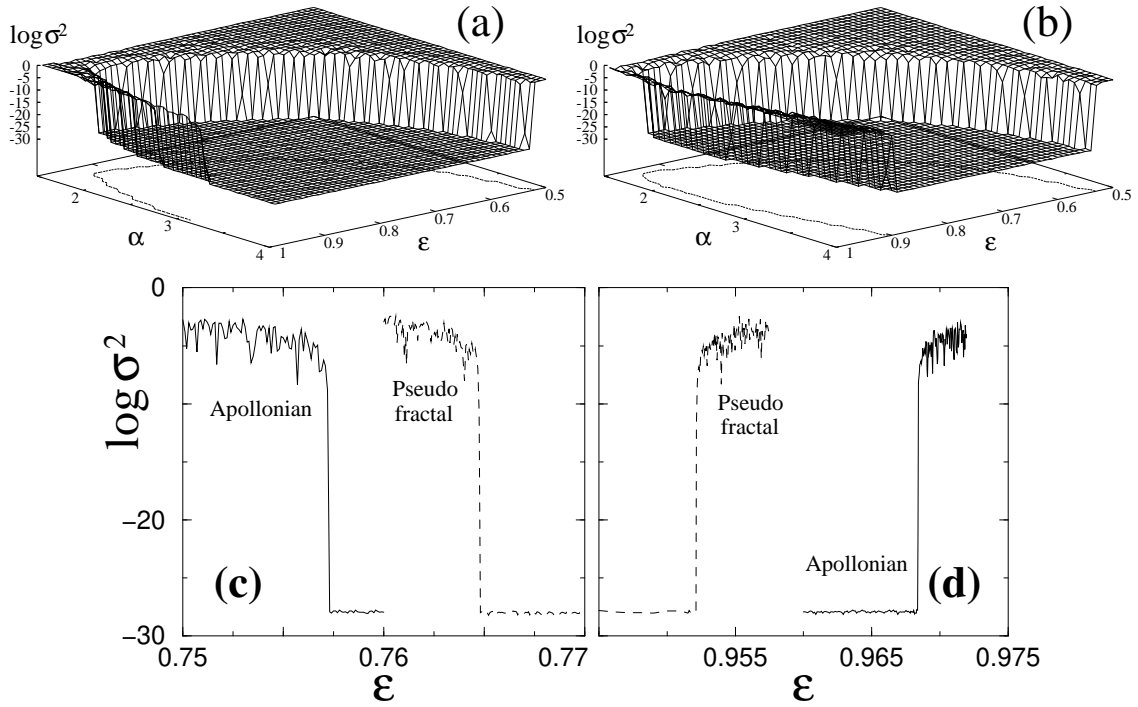 (a)
log σ²
0
-5
-10
-15
-20
-25
-30
2
3
4
α
1
0.9
0.8
0.7
0.6
0.5
ε
(b)
log σ²
0
-5
-10
-15
-20
-25
-30
2
3
4
α
1
0.9
0.8
0.7
0.6
0.5
ε
0
−20
−30
log σ²
Apollonian
Pseudo
fractal
(c)
0.75
0.76
0.77
ε
Pseudo
fractal
Apollonian
(d)
0.955
0.965
0.975
ε